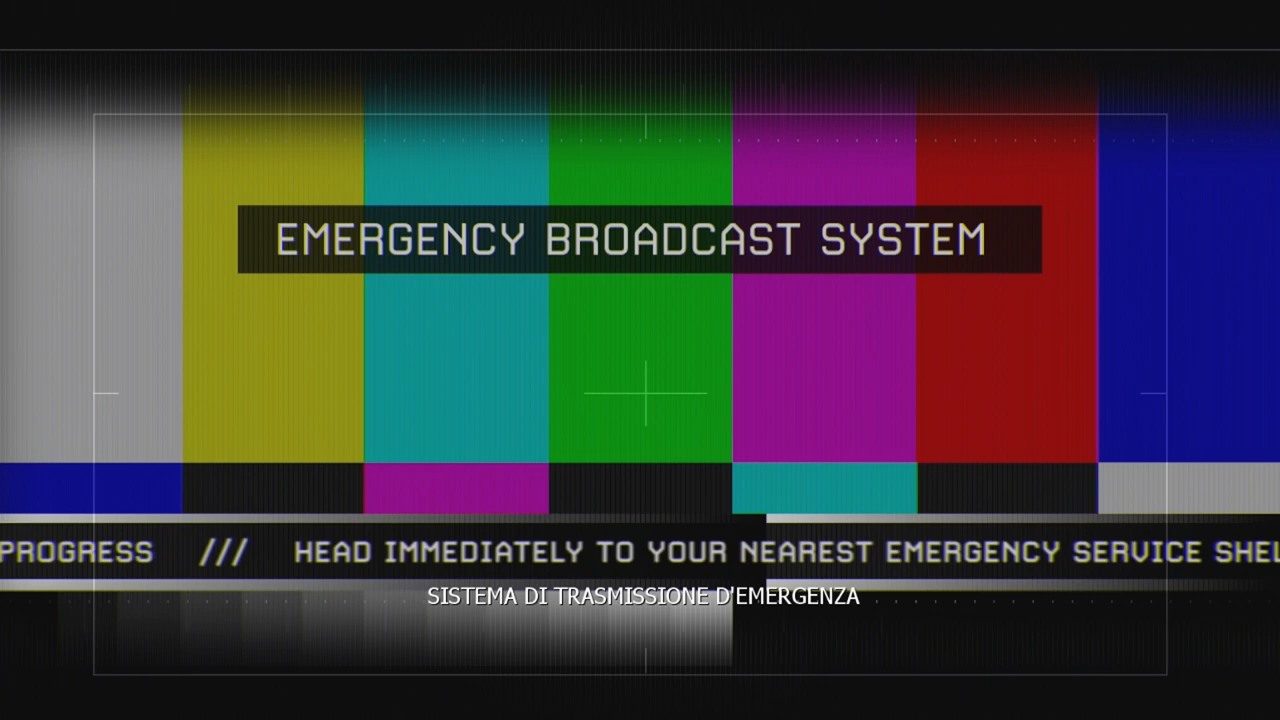 EMERGENCY BROADCAST SYSTEM
PROGRESS /// HEAD IMMEDIATELY TO YOUR NEAREST EMERGENCY SERVICE
SISTEMA DI TRASMISSIONE D'EMERGENZA